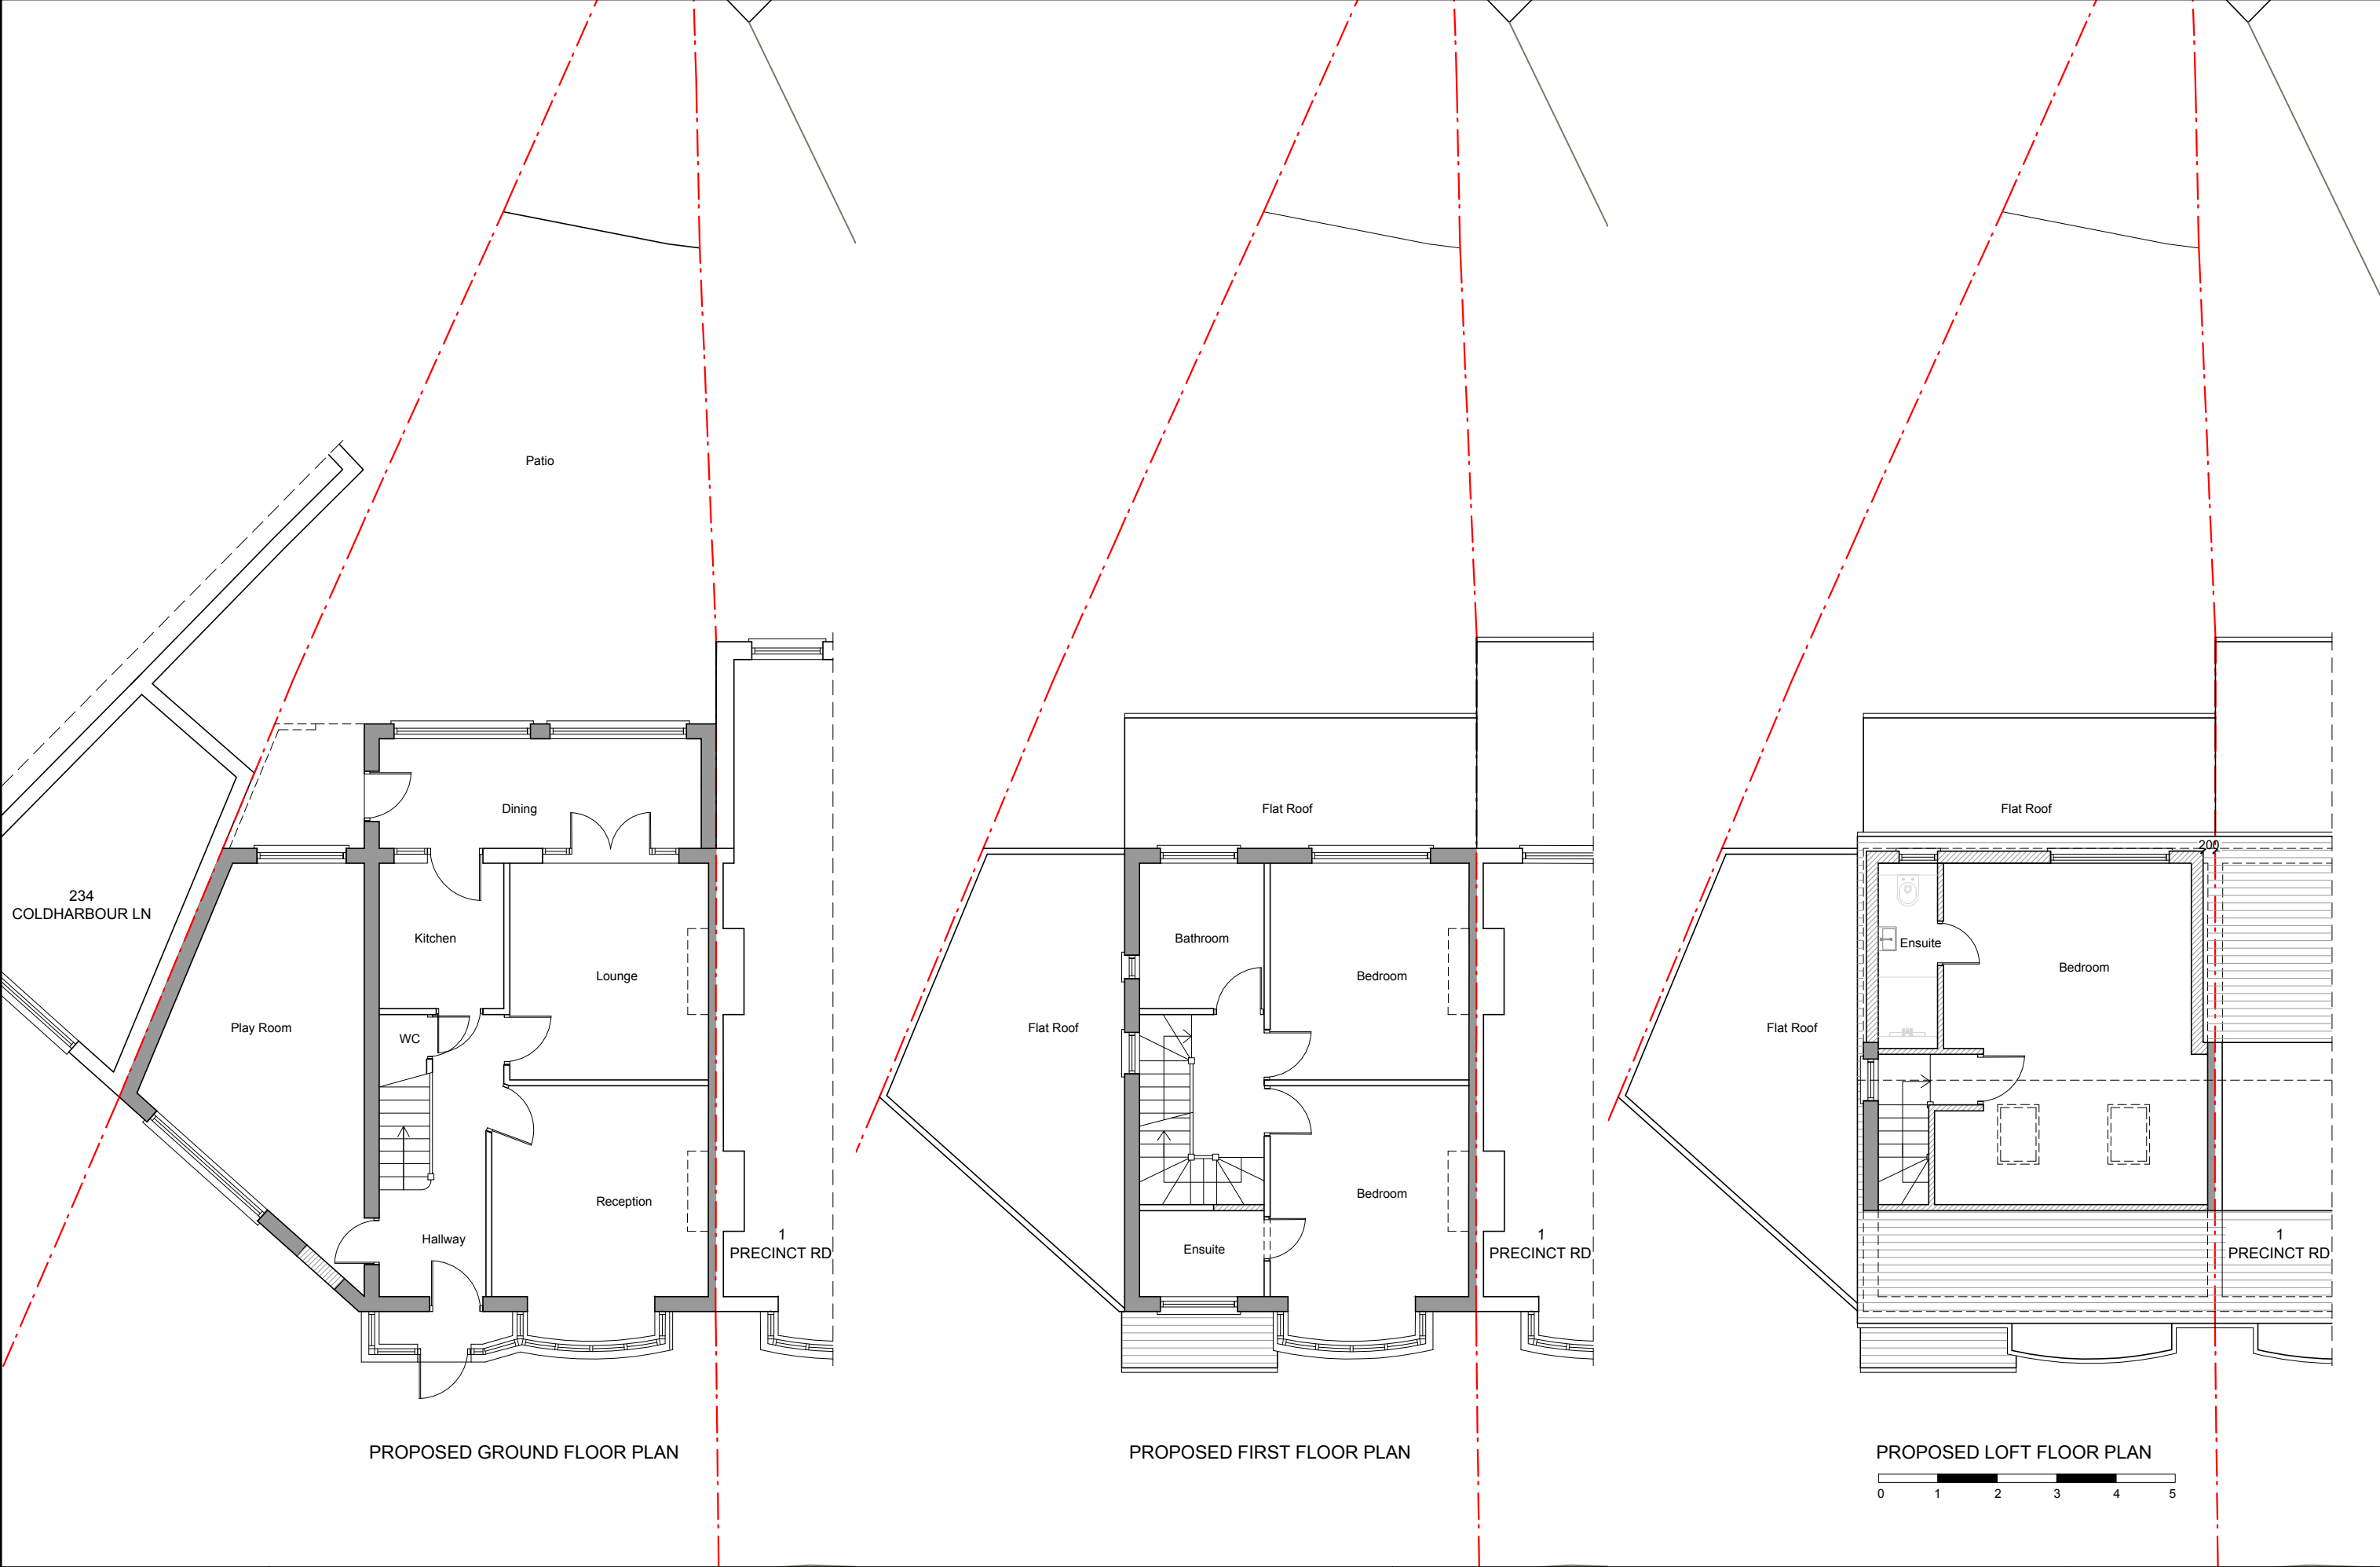 Patio
Dining
234
COLDHARBOUR LN
Kitchen
Lounge
Play Room
WC
Reception
Hallway
1
PRECINCT RD
PROPOSED GROUND FLOOR PLAN
Flat Roof
Bathroom
Bedroom
Flat Roof
Bedroom
Ensuite
1
PRECINCT RD
PROPOSED FIRST FLOOR PLAN
Flat Roof
200
Ensuite
Bedroom
Flat Roof
1
PRECINCT RD
PROPOSED LOFT FLOOR PLAN
0 1 2 3 4 5